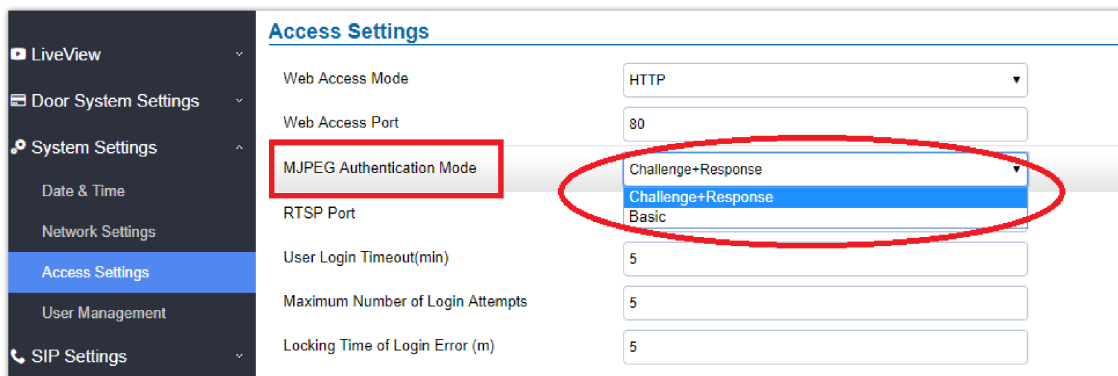 LiveView
Door System Settings
System Settings
Date & Time
Network Settings
Access Settings
User Management
SIP Settings
Access Settings
Web Access Mode
HTTP
Web Access Port
80
MJPEG Authentication Mode
Challenge+Response
Challenge+Response
Basic
RTSP Port
User Login Timeout(min)
5
Maximum Number of Login Attempts
5
Locking Time of Login Error (m)
5